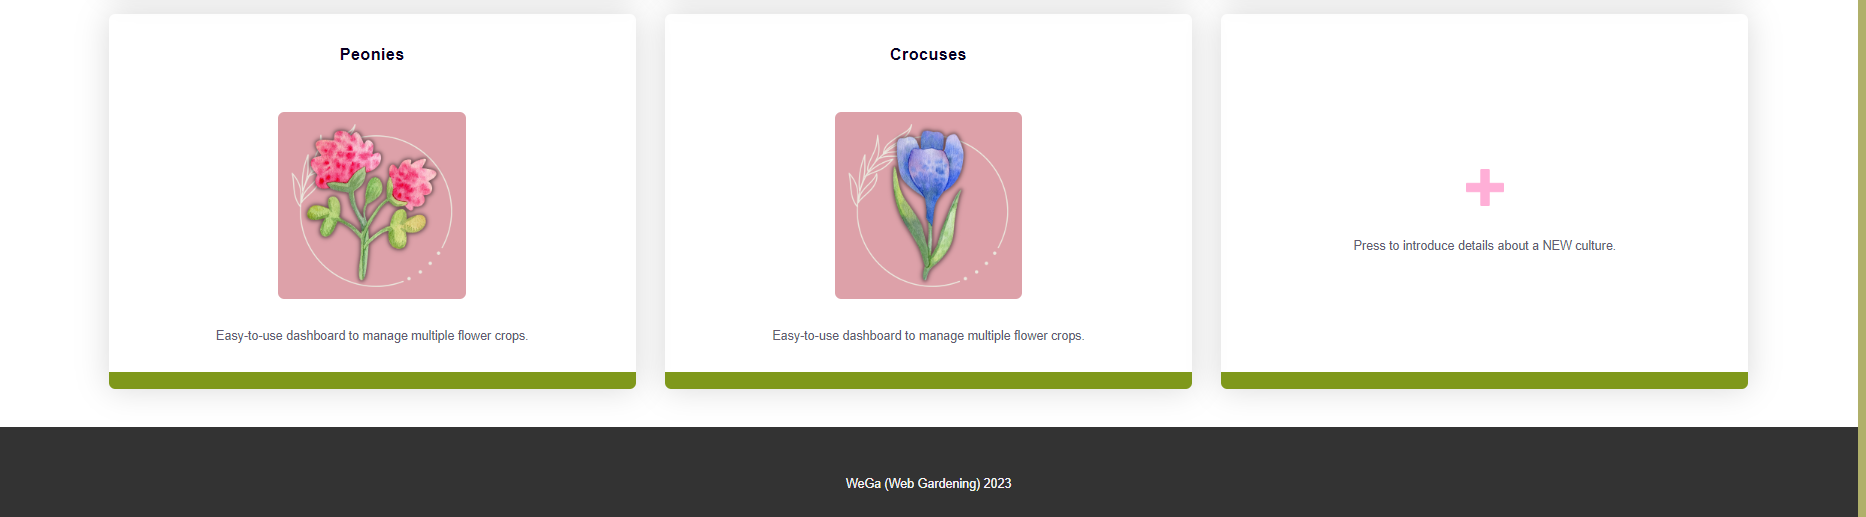 Peonies
Crocuses
Press to introduce details about a NEW culture.
Easy-to-use dashboard to manage multiple flower crops.
Easy-to-use dashboard to manage multiple flower crops.
WeGa (Web Gardening) 2023